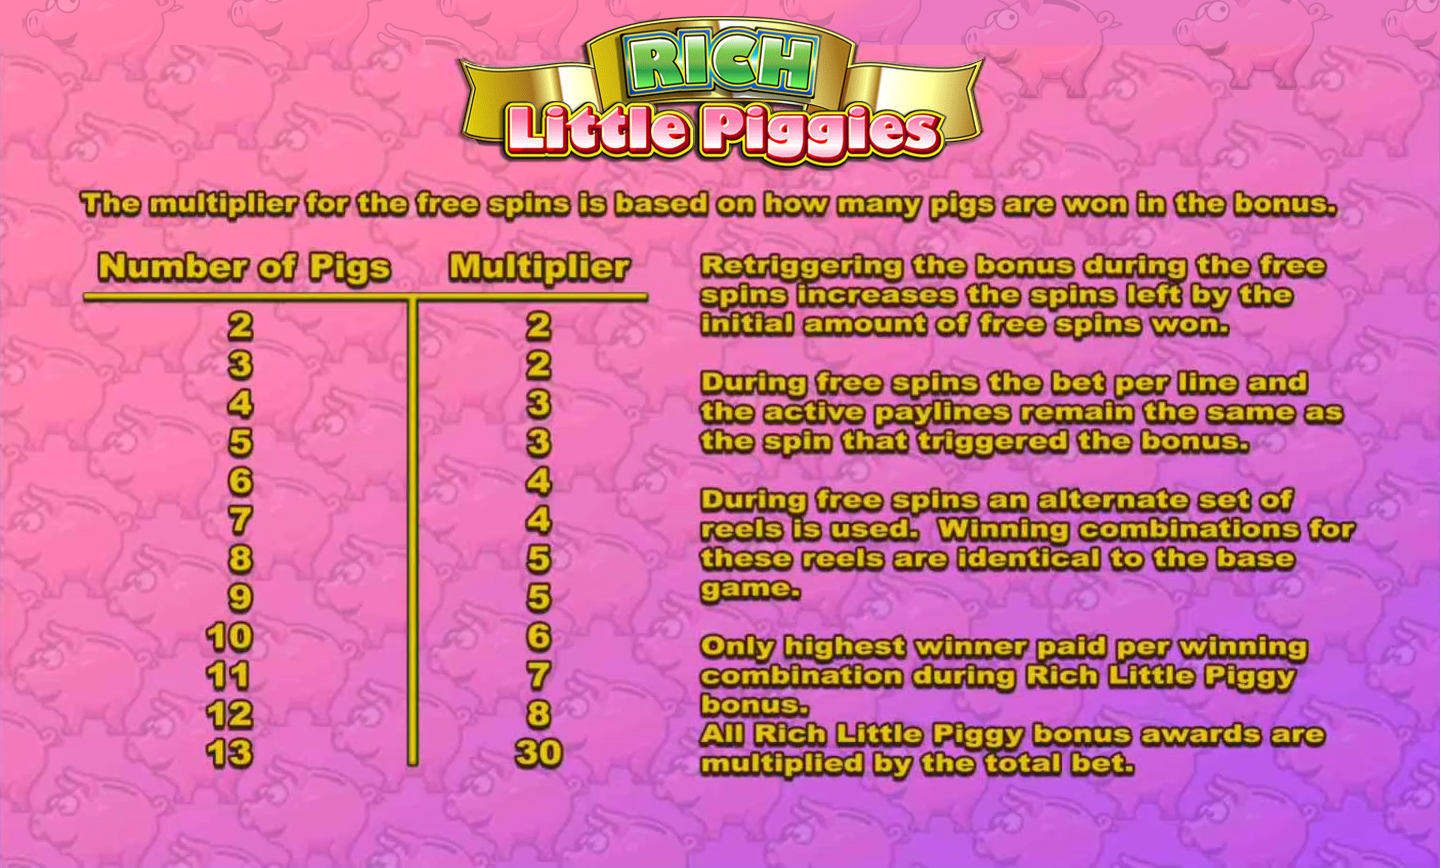 RICH
Little Piggies
The multiplier for the free spins is based on how many pigs are won in the bonus.
Number of Pigs Multiplier
2 2
3 2
4 3
5 3
6 4
7 4
8 5
9 5
10 6
11 7
12 8
13 30
Retriggering the bonus during the free
spins increases the spins left by the
initial amount of free spins won.
During free spins the bet per line and
the active paylines remain the same as
the spin that triggered the bonus.
During free spins an alternate set of
reels is used.  Winning combinations for
these reels are identical to the base
game.
Only highest winner paid per winning
combination during Rich Little Piggy
bonus.
All Rich Little Piggy bonus awards are
multiplied by the total bet.